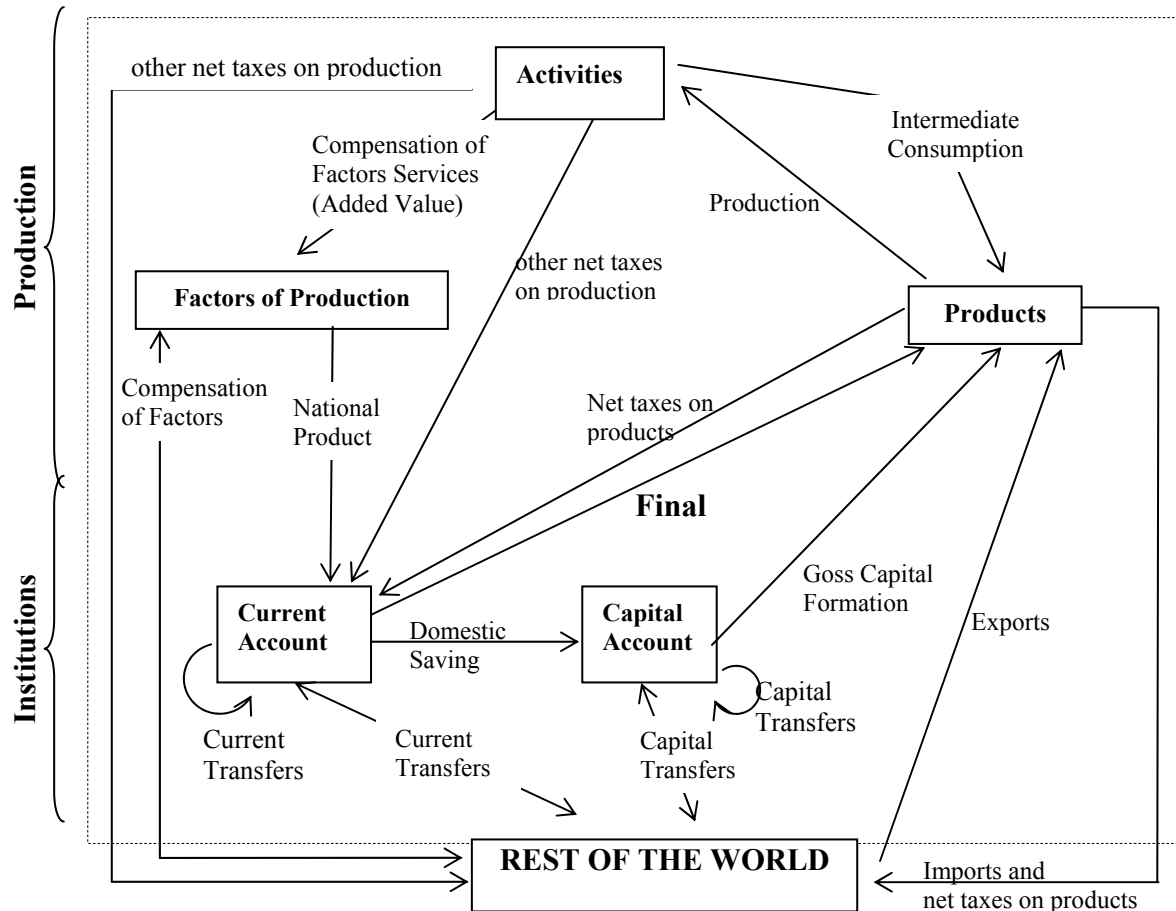 other net taxes on production
Activities
Intermediate
Consumption
Compensation of
Factors Services
(Added Value)
Production
Production
other net taxes
on production
Factors of Production
Products
Compensation
of Factors
National
Product
Net taxes on
products
Final
Institutions
Current
Account
Domestic
Saving
Capital
Account
Goss Capital
Formation
Exports
Current
Transfers
Current
Transfers
Capital
Transfers
Capital
Transfers
REST OF THE WORLD
Imports and
net taxes on products